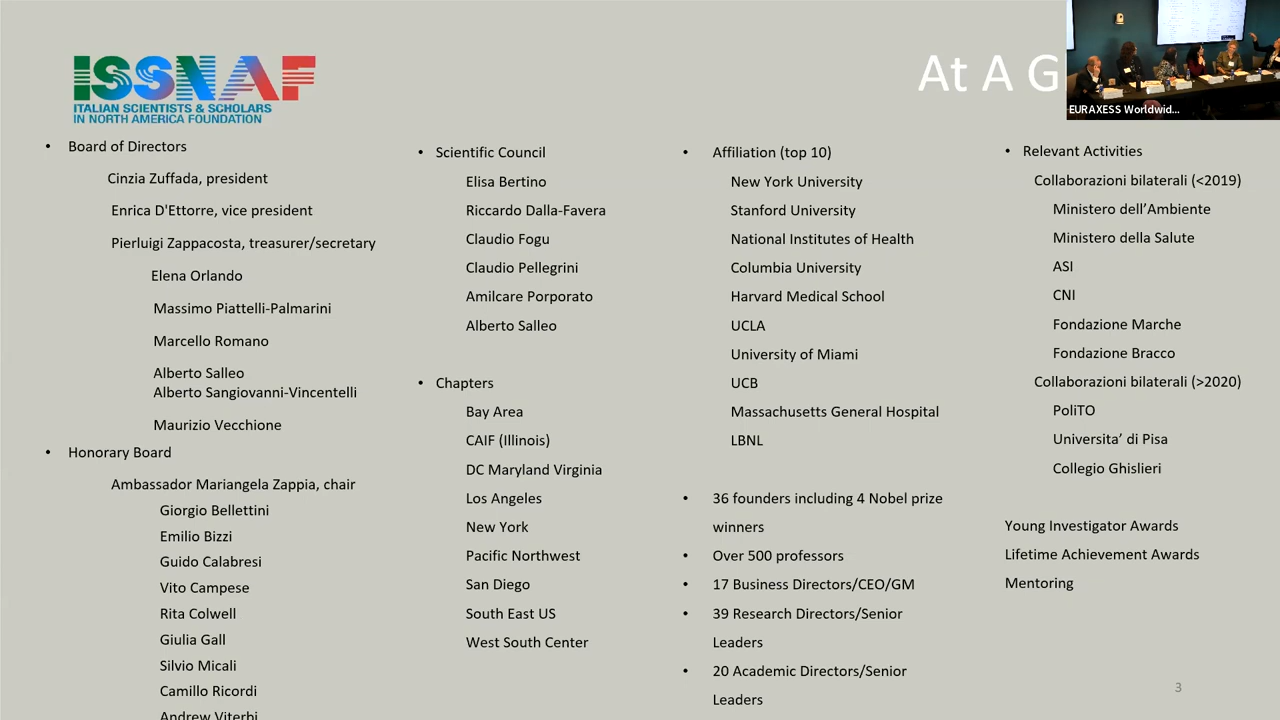 ISSNAF
ITALIAN SCIENTISTS & SCHOLARS
IN NORTH AMERICA FOUNDATION
At A G
EURAXESS Worldwid...
• Board of Directors
Cinzia Zuffada, president
Enrica D'Ettorre, vice president
Pierluigi Zappacosta, treasurer/secretary
Elena Orlando
Massimo Piattelli-Palmarini
Marcello Romano
Alberto Salleo
Alberto Sangiovanni-Vincentelli
Maurizio Vecchione
• Honorary Board
Ambassador Mariangela Zappia, chair
Giorgio Bellettini
Emilio Bizzi
Guido Calabresi
Vito Campese
Rita Colwell
Giulia Gall
Silvio Micali
Camillo Ricordi
Andrew Viterbi
• Scientific Council
Elisa Bertino
Riccardo Dalla-Favera
Claudio Fogu
Claudio Pellegrini
Amilcare Porporato
Alberto Salleo
• Chapters
Bay Area
CAIF (Illinois)
DC Maryland Virginia
Los Angeles
New York
Pacific Northwest
San Diego
South East US
West South Center
• Affiliation (top 10)
New York University
Stanford University
National Institutes of Health
Columbia University
Harvard Medical School
UCLA
University of Miami
UCB
Massachusetts General Hospital
LBNL
• 36 founders including 4 Nobel prize
winners
• Over 500 professors
• 17 Business Directors/CEO/GM
• 39 Research Directors/Senior
Leaders
• 20 Academic Directors/Senior
Leaders
• Relevant Activities
Collaborazioni bilaterali (<2019)
Ministero dell’Ambiente
Ministero della Salute
ASI
CNI
Fondazione Marche
Fondazione Bracco
Collaborazioni bilaterali (>2020)
PoliTO
Universita’ di Pisa
Collegio Ghislieri
Young Investigator Awards
Lifetime Achievement Awards
Mentoring
3